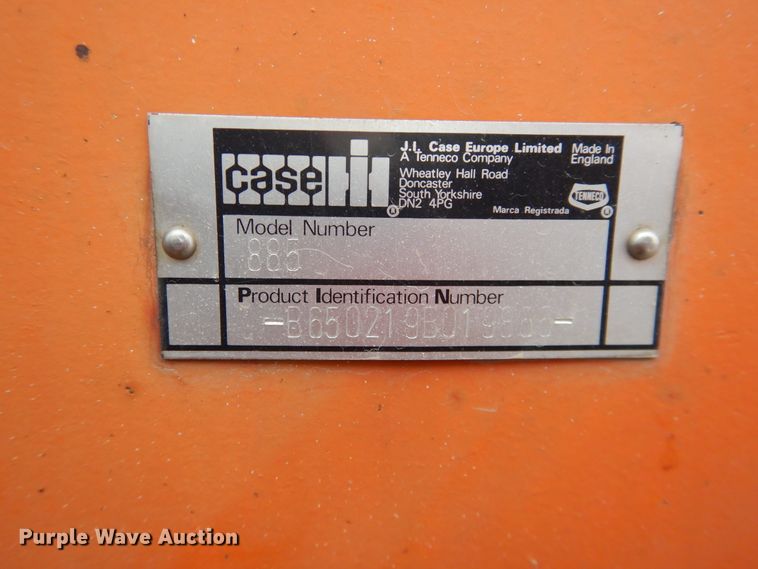 case IH
J.I. Case Europe Limited
A Tenneco Company
Wheatley Hall Road
Doncaster
South Yorkshire
DN2 4PG
Made In
England
TENNECO
Marca Registrada
Model Number
885
Product Identification Number
Purple Wave Auction